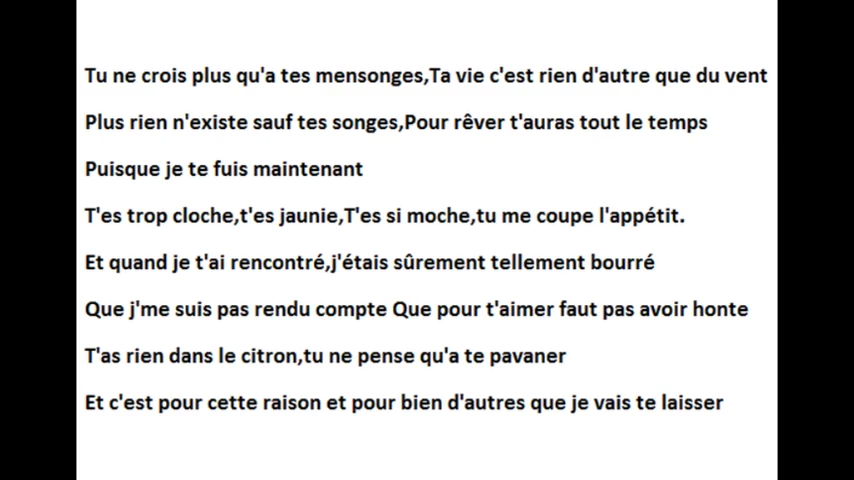 Tu ne crois plus qu'a tes mensonges,Ta vie c'est rien d'autre que du vent
Plus rien n'existe sauf tes songes,Pour rêver t'auras tout le temps
Puisque je te fuis maintenant
T'es trop cloche,t'es jaunie,T'es si moche,tu me coupe l'appétit.
Et quand je t'ai rencontré,j'étais sûrement tellement bourré
Que j'me suis pas rendu compte Que pour t'aimer faut pas avoir honte
T'as rien dans le citron,tu ne pense qu'a te pavaner
Et c'est pour cette raison et pour bien d'autres que je vais te laisser